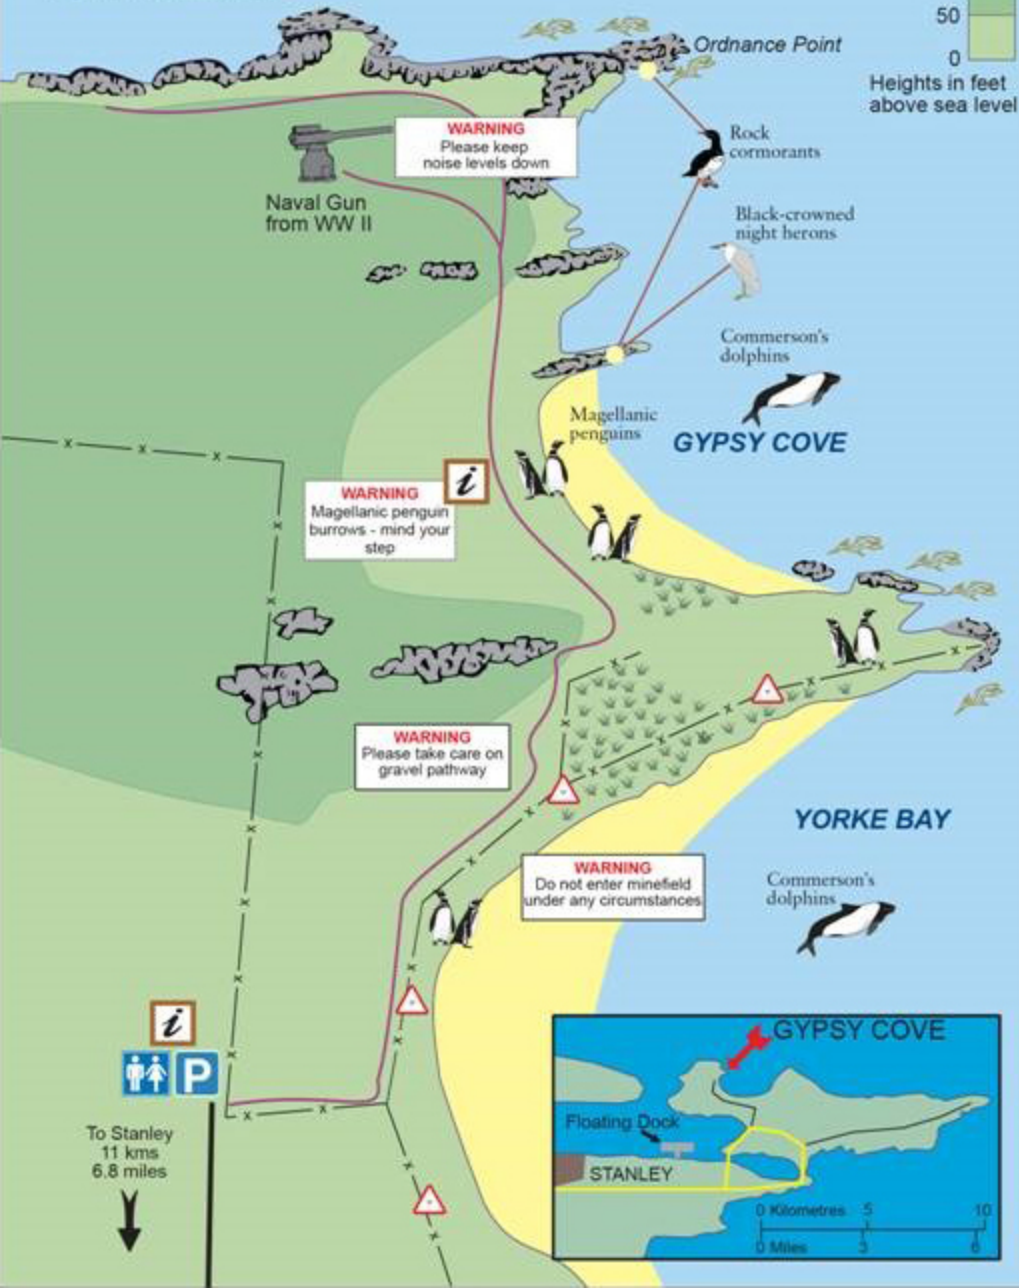 50
0
Heights in feet
above sea level
Ordnance Point
Rock
cormorants
WARNING
Please keep
noise levels down
Naval Gun
from WW II
Black-crowned
night herons
Commerson's
dolphins
Magellanic
penguins
GYPSY COVE
i
WARNING
Magellanic penguin
burrows - mind your
step
WARNING
Please take care on
gravel pathway
YORKE BAY
WARNING
Do not enter minefield
under any circumstances
Commerson's
dolphins
i
P
To Stanley
11 kms
6.8 miles
GYPSY COVE
Floating Dock
STANLEY
0 Kilometres 5 10
0 Miles 3 6